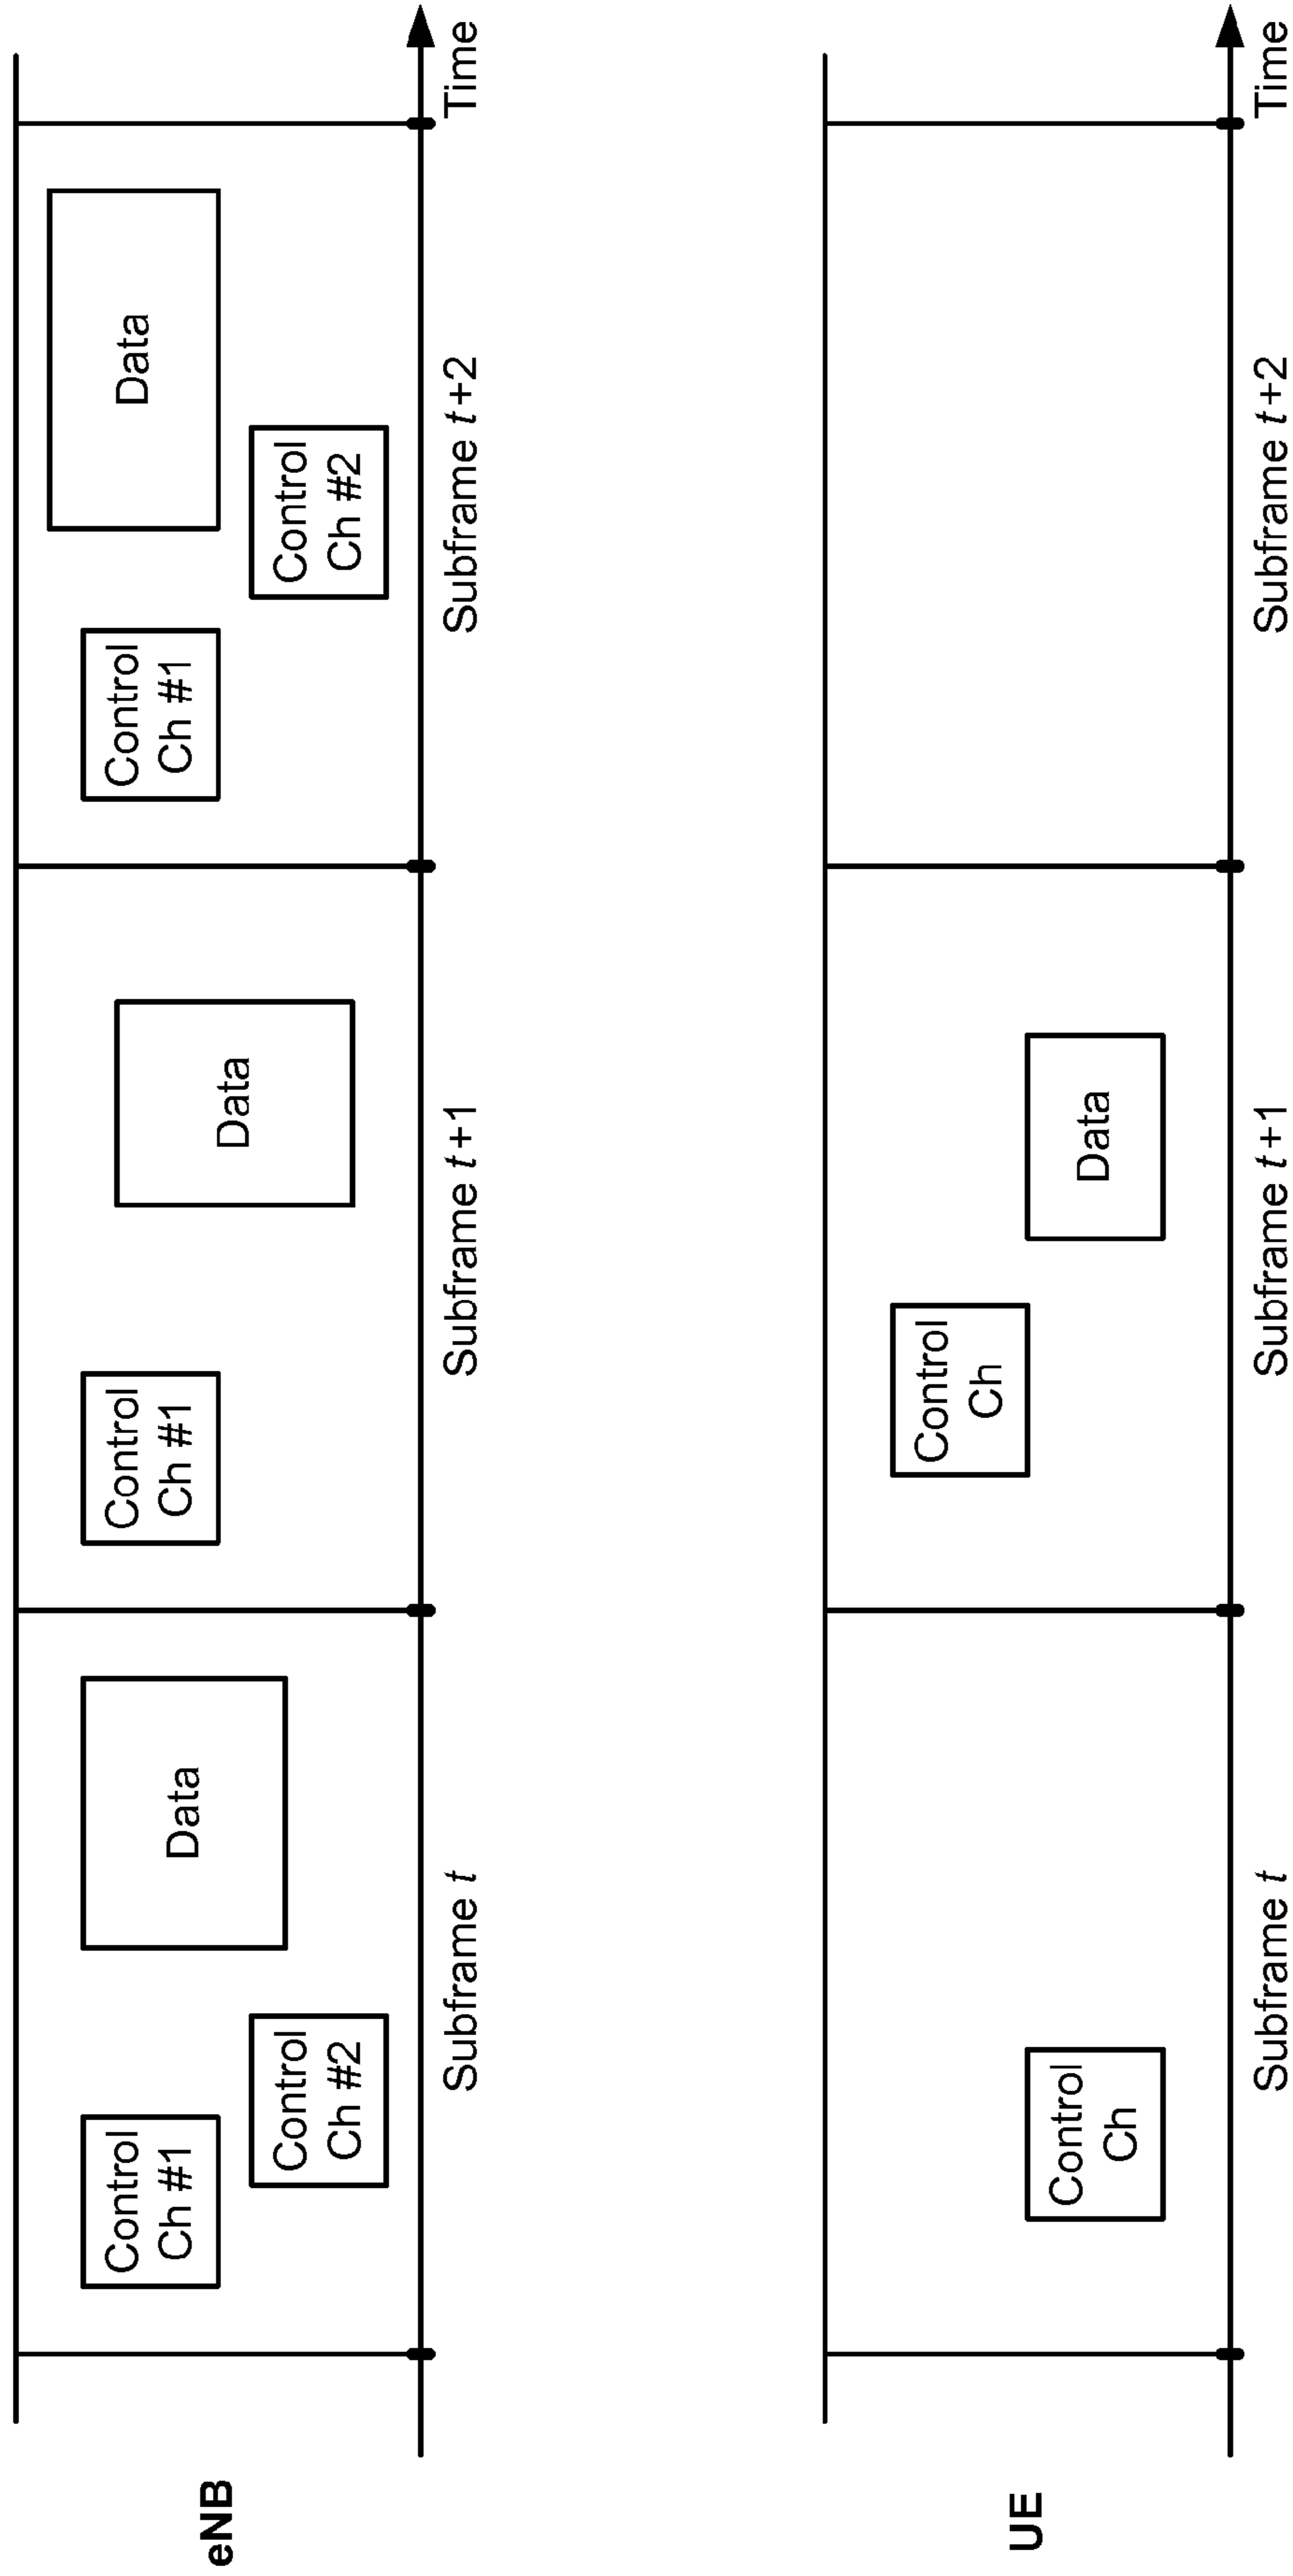 eNB
Control
Ch #1
Control
Ch #2
Data
Control
Ch #1
Data
Control
Ch #1
Control
Ch #2
Data
Subframe t
Subframe t+1
Subframe t+2
Time
UE
Control
Ch
Control
Ch
Data
Subframe t
Subframe t+1
Subframe t+2
Time